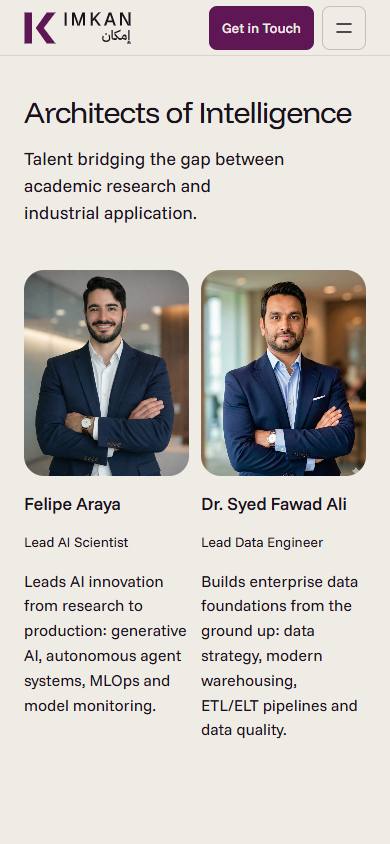 IMKAN
إمكان
Get in Touch
Architects of Intelligence
Talent bridging the gap between
academic research and
industrial application.
Felipe Araya
Lead AI Scientist
Leads AI innovation
from research to
production: generative
AI, autonomous agent
systems, MLOps and
model monitoring.
Dr. Syed Fawad Ali
Lead Data Engineer
Builds enterprise data
foundations from the
ground up: data
strategy, modern
warehousing,
ETL/ELT pipelines and
data quality.